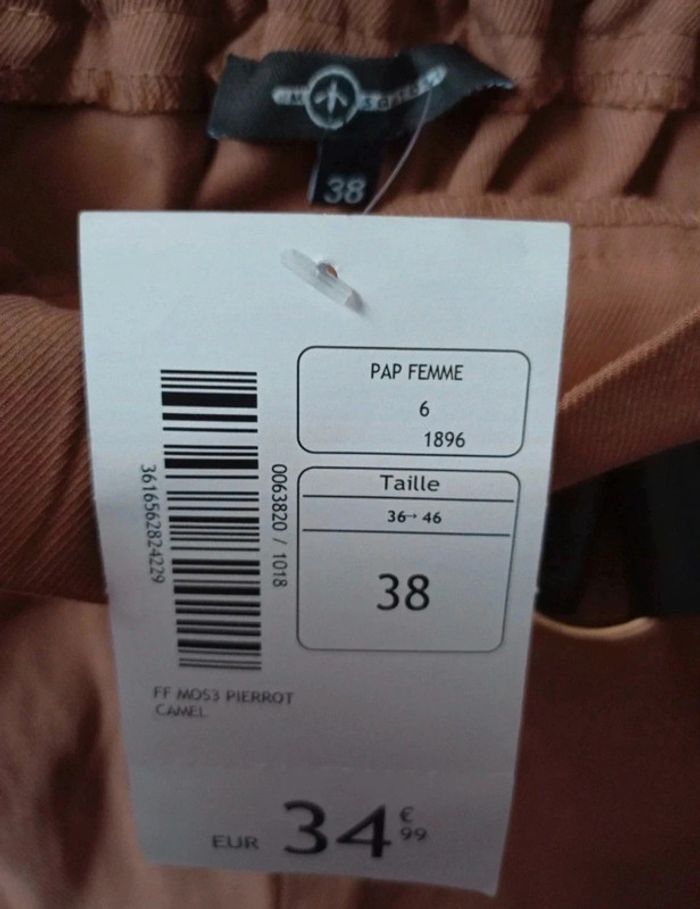 38
PAP FEMME
6
1896
Taille
36→ 46
38
3616562824229
0063820 / 1018
FF MOS3 PIERROT
CAMEL
EUR 34€99